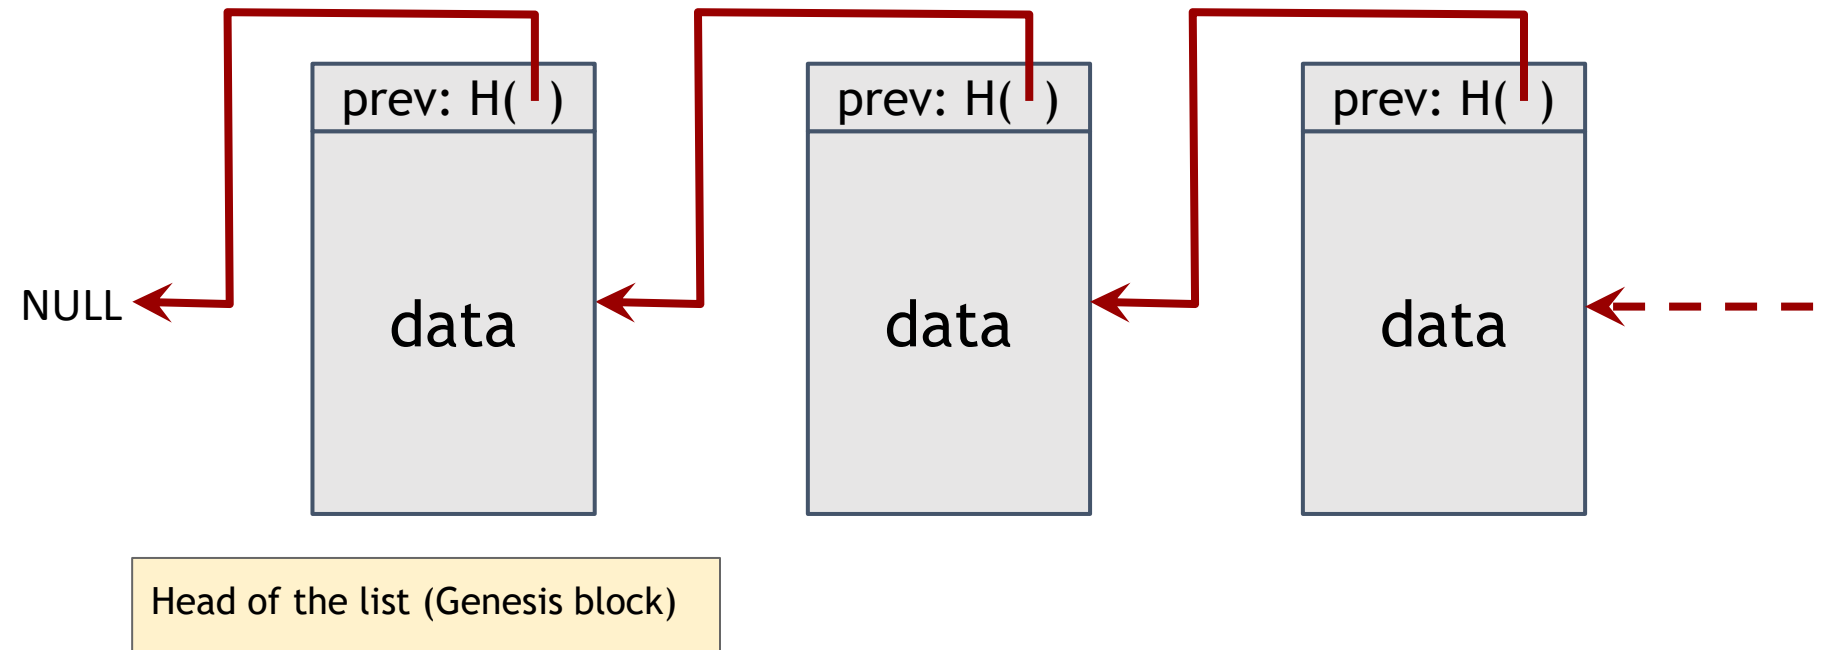 prev: H( )
prev: H( )
prev: H( )
NULL
data
data
data
Head of the list (Genesis block)